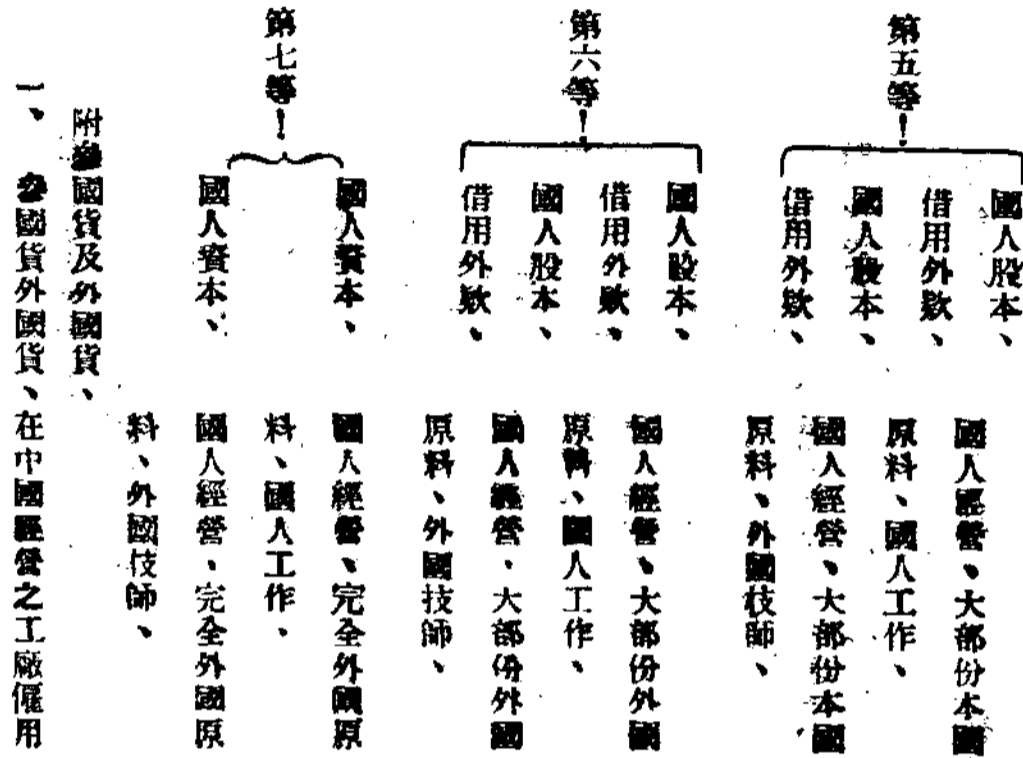 第五等！
國人股本、
借用外欵、
國人經營、大部份本國
原料、國人工作、
國人股本、
借用外欵、
國人經營、大部份本國
原料、外國技師、
第六等！
國人股本、
借用外欵、
國人經營、大部份外國
原料、國人工作、
國人股本、
借用外欵、
國人經營、大部份外國
原料、外國技師、
第七等！
國人資本、
國人經營、完全外國原
料、國人工作、
國人資本、
國人經營、完全外國原
料、外國技師、
附參國貨及外國貨、
一、參國貨外國貨、在中國經營之工廠僱用